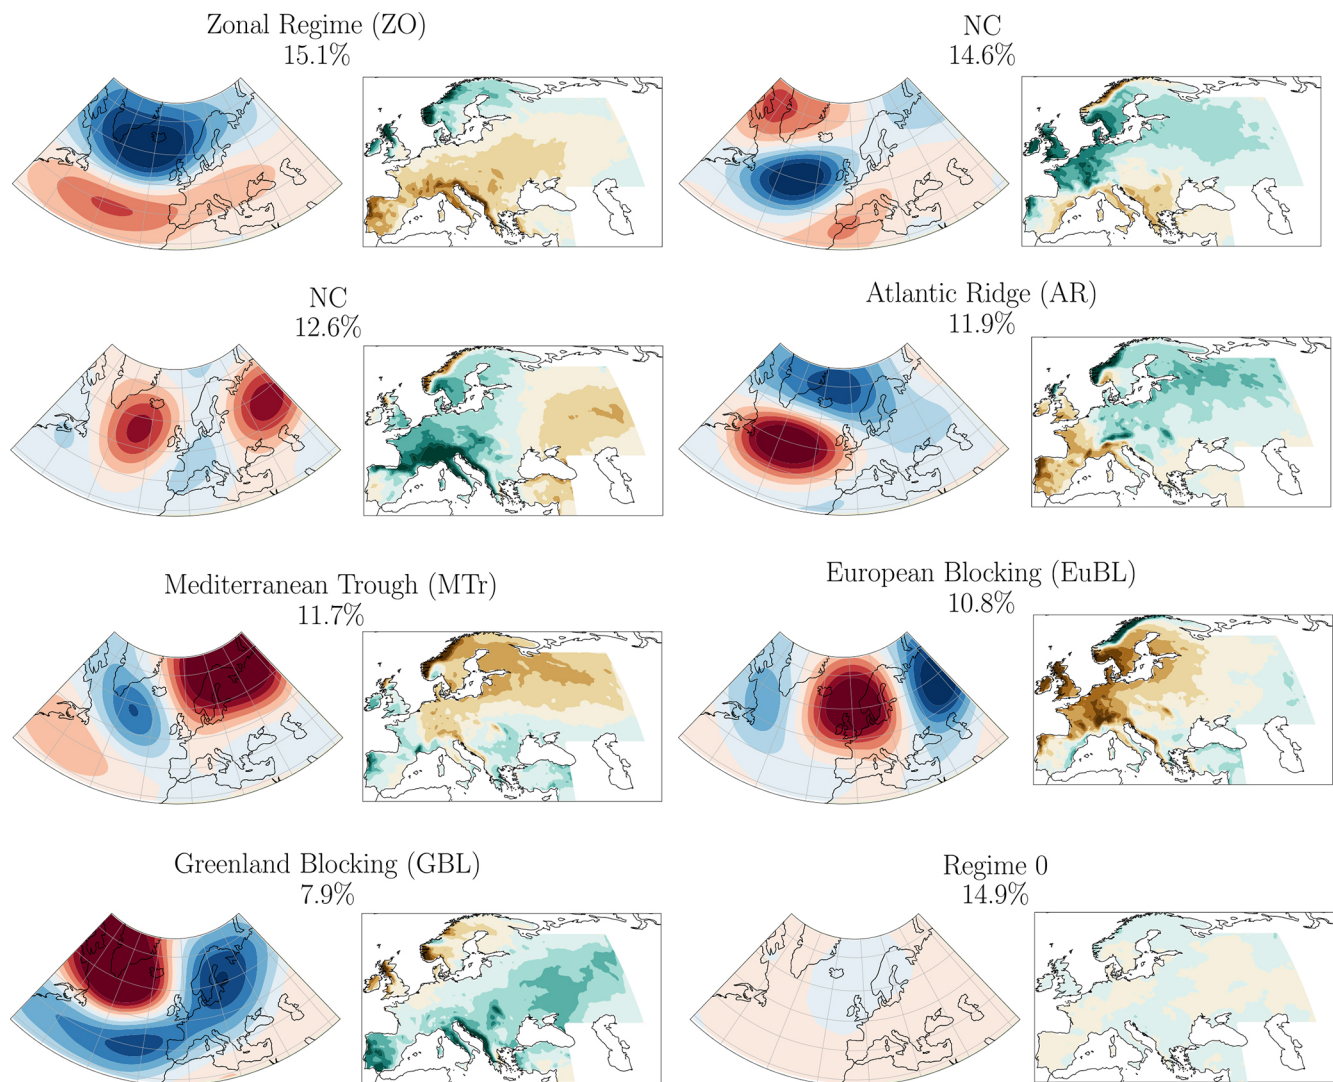 Zonal Regime (ZO)
15.1%
NC
14.6%
NC
12.6%
Atlantic Ridge (AR)
11.9%
Mediterranean Trough (MTr)
11.7%
European Blocking (EuBL)
10.8%
Greenland Blocking (GBL)
7.9%
Regime 0
14.9%